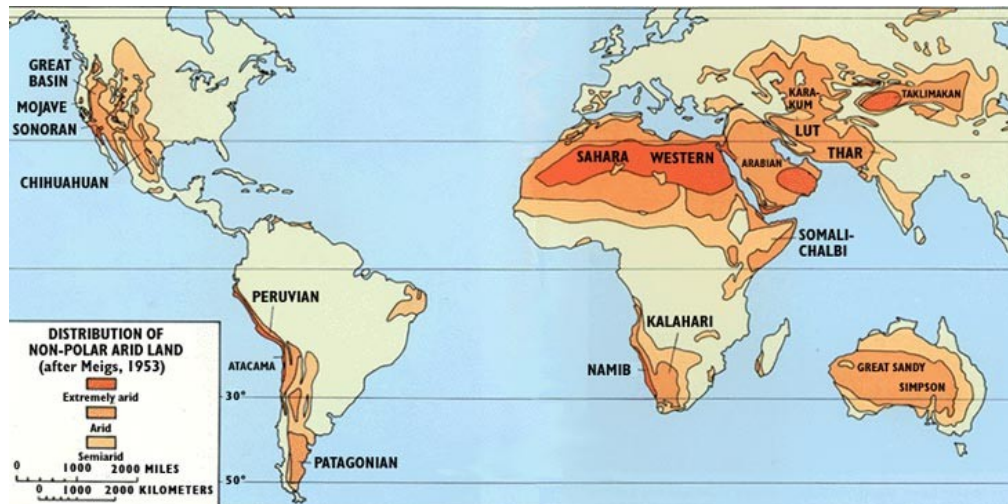 GREAT
BASIN
MOJAVE
SONORAN
CHIHUAHUAN
KARA-
KUM
TAKLIMAKAN
LUT
THAR
SAHARA
WESTERN
ARABIAN
SOMALI-
CHALBI
PERUVIAN
KALAHARI
ATACAMA
NAMIB
GREAT SANDY
SIMPSON
PATAGONIAN
30°
50°
DISTRIBUTION OF
NON-POLAR ARID LAND
(after Meigs, 1953)
Extremely arid
Arid
Semiarid
0 1000 2000 MILES
0 1000 2000 KILOMETERS